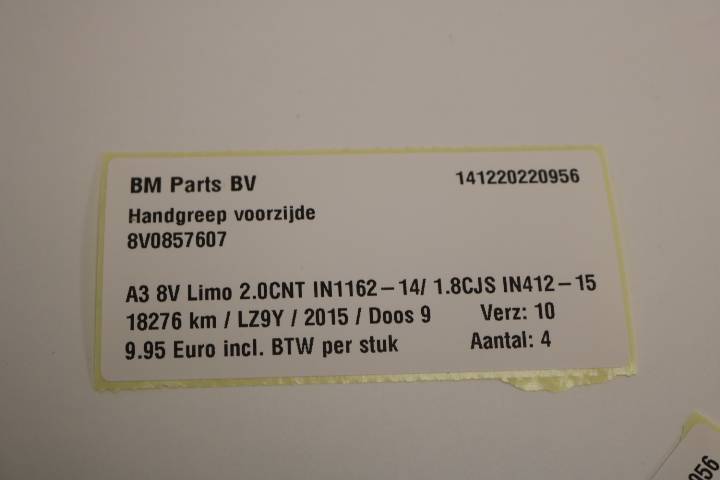 BM Parts BV 141220220956
Handgreep voorzijde
8V0857607
A3 8V Limo 2.0CNT IN1162-14/ 1.8CJS IN412-15
18276 km / LZ9Y / 2015 / Doos 9 Verz: 10
9.95 Euro incl. BTW per stuk Aantal: 4
056